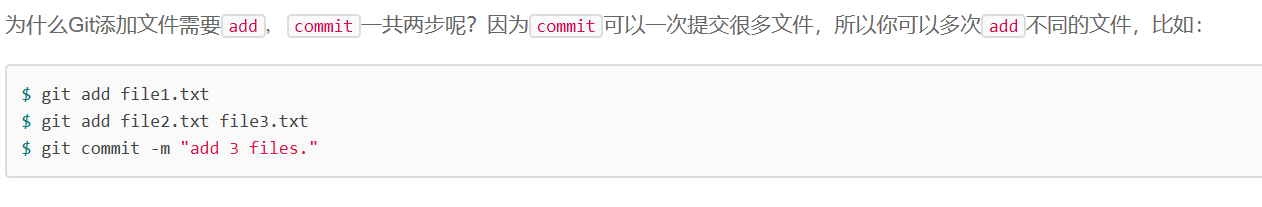 为什么Git添加文件需要add，commit一共两步呢？因为commit可以一次提交很多文件，所以你可以多次add不同的文件，比如：
$ git add file1.txt
$ git add file2.txt file3.txt
$ git commit -m "add 3 files."